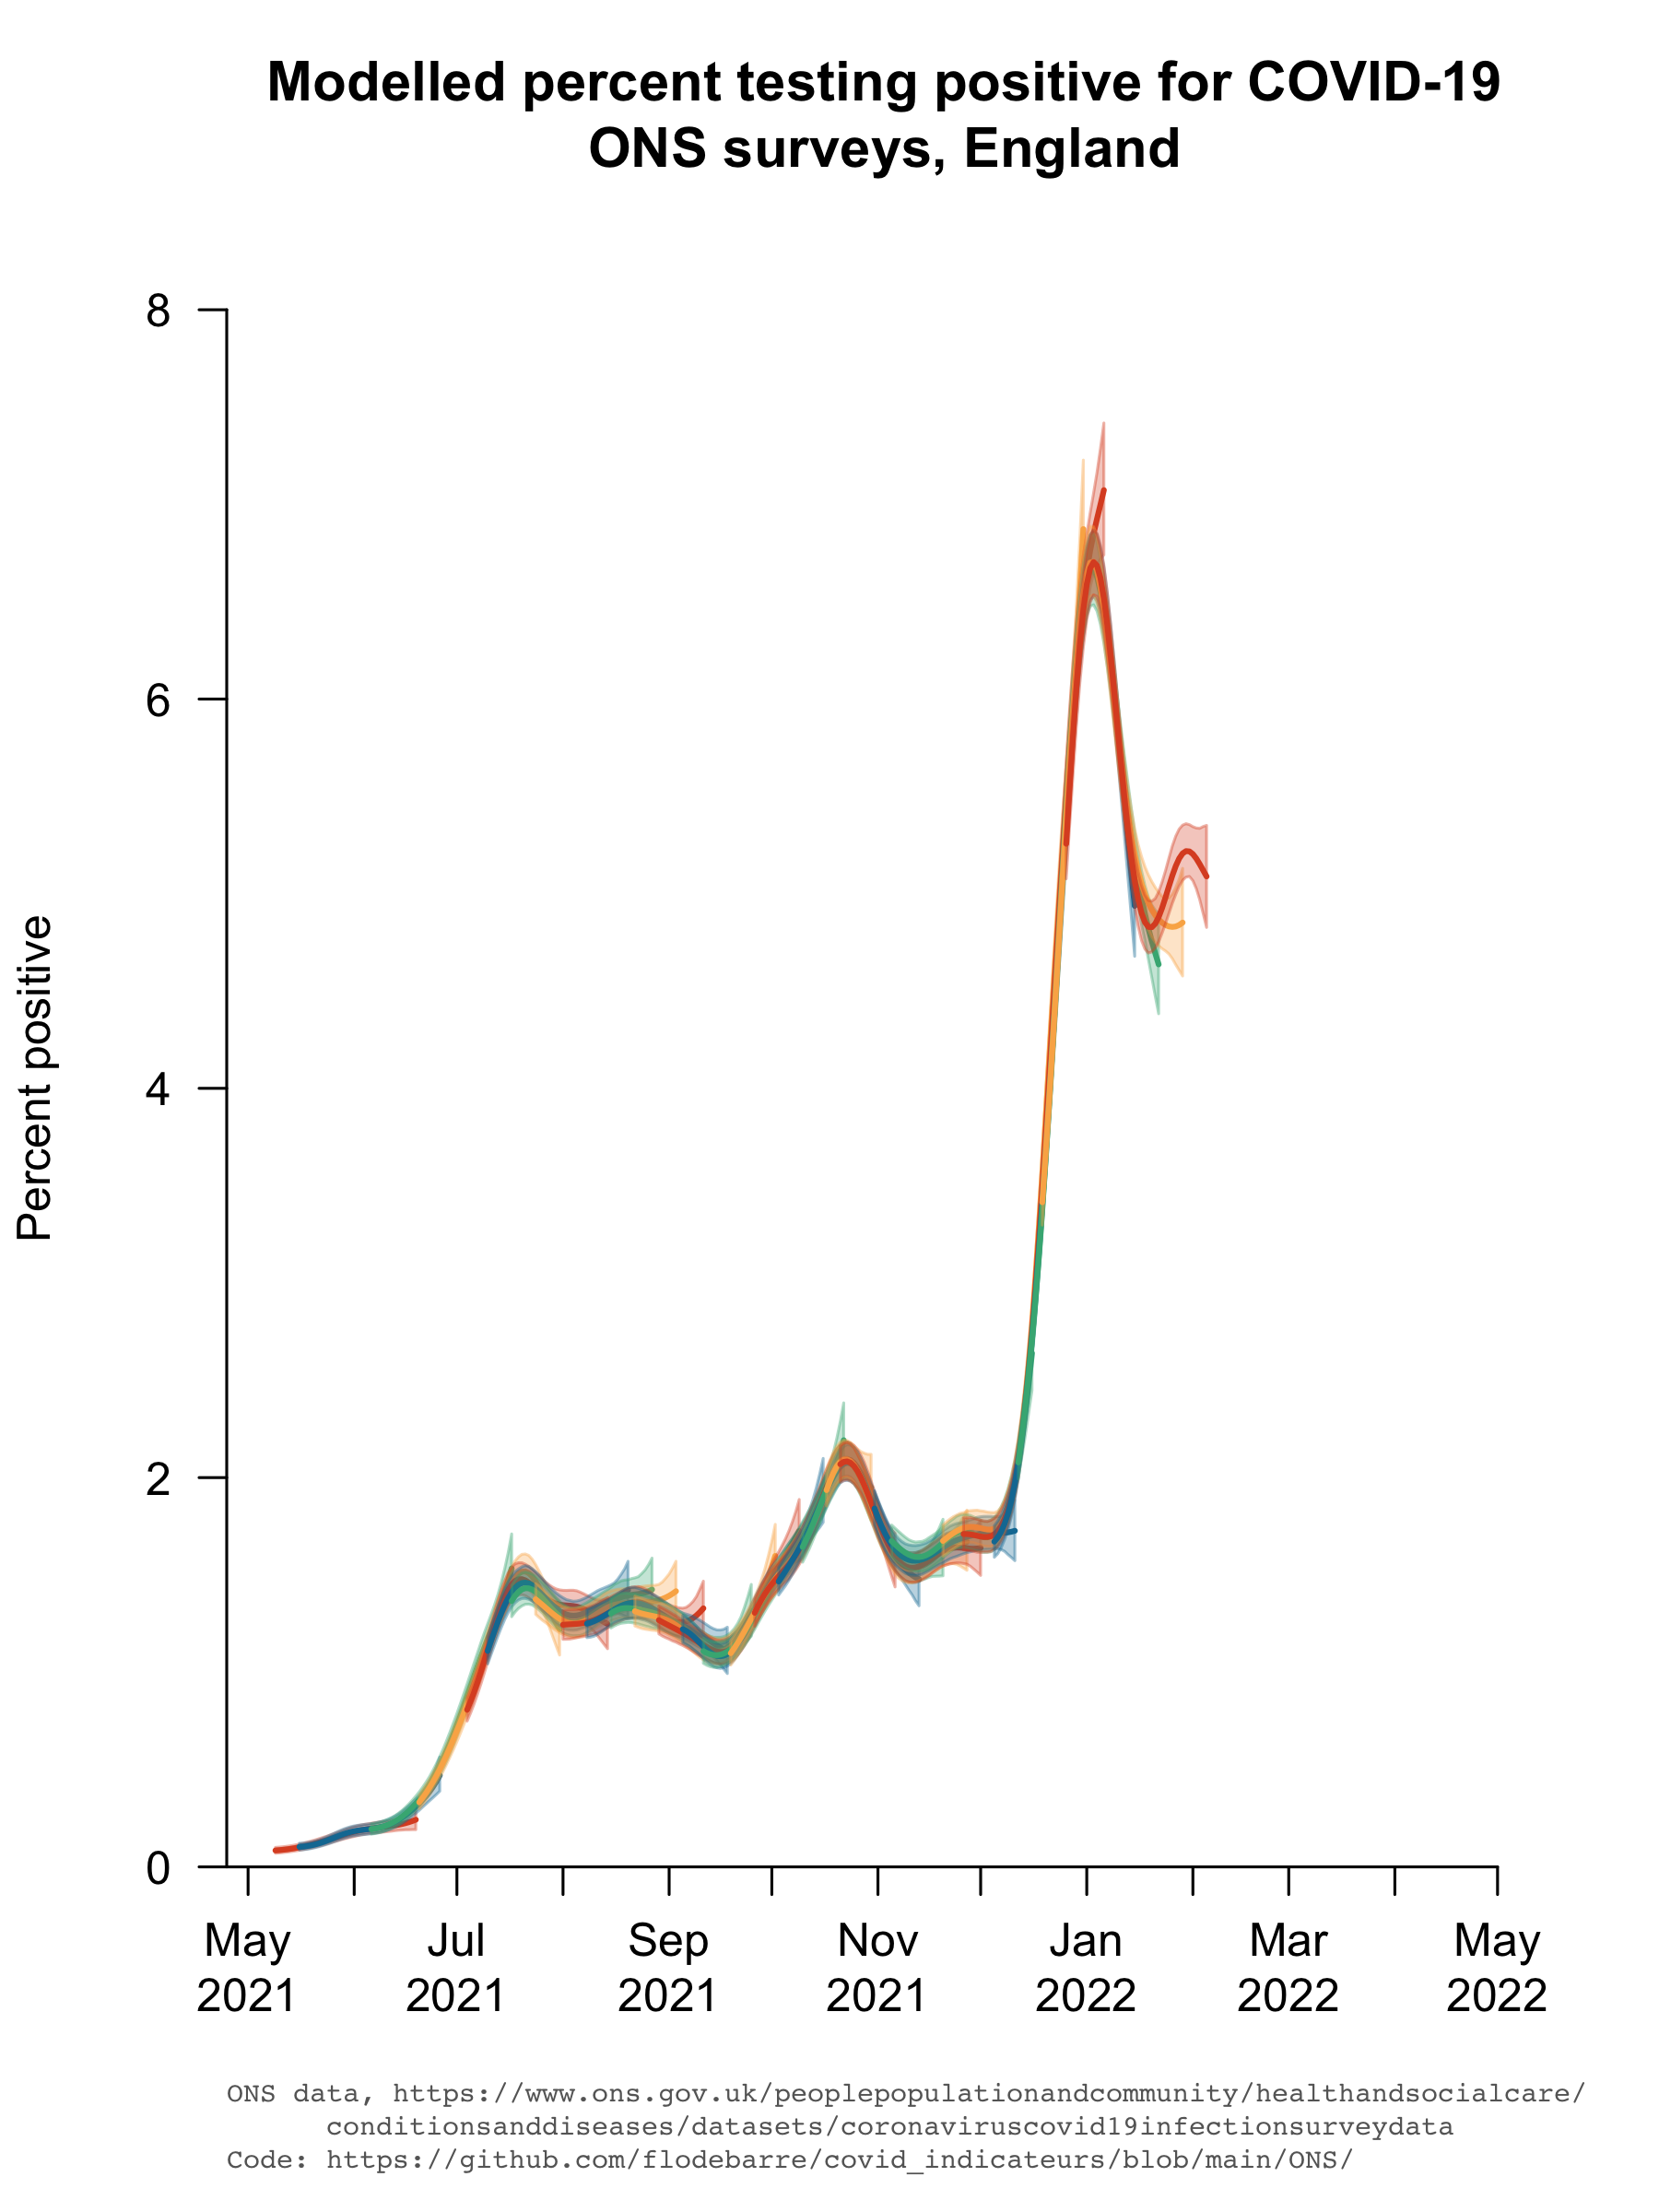 Modelled percent testing positive for COVID-19
ONS surveys, England
8
6
4
2
0
Percent positive
May Jul Sep Nov Jan Mar May
2021 2021 2021 2021 2022 2022 2022
ONS data, https://www.ons.gov.uk/peoplepopulationandcommunity/healthandsocialcare/
conditionsanddiseases/datasets/coronaviruscovid19infectionsurveydata
Code: https://github.com/flodebarre/covid_indicateurs/blob/main/ONS/